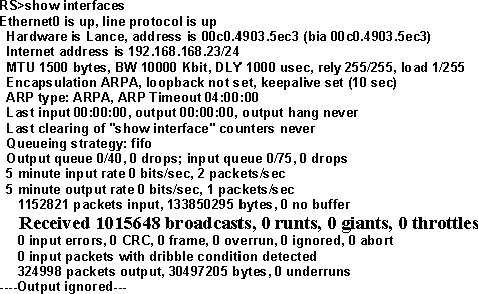 RS>show interfaces
Ethernet0 is up, line protocol is up
Hardware is Lance, address is 00c0.4903.5ec3 (bia 00c0.4903.5ec3)
Internet address is 192.168.168.23/24
MTU 1500 bytes, BW 10000 Kbit, DLY 1000 usec, rely 255/255, load 1/255
Encapsulation ARPA, loopback not set, keepalive set (10 sec)
ARP type: ARPA, ARP Timeout 04:00:00
Last input 00:00:00, output 00:00:00, output hang never
Last clearing of "show interface" counters never
Queueing strategy: fifo
Output queue 0/40, 0 drops; input queue 0/75, 0 drops
5 minute input rate 0 bits/sec, 2 packets/sec
5 minute output rate 0 bits/sec, 1 packets/sec
1152821 packets input, 133850295 bytes, 0 no buffer
Received 1015648 broadcasts, 0 runts, 0 giants, 0 throttles
0 input errors, 0 CRC, 0 frame, 0 overrun, 0 ignored, 0 abort
0 input packets with dribble condition detected
324998 packets output, 30497205 bytes, 0 underruns
----Output ignored---